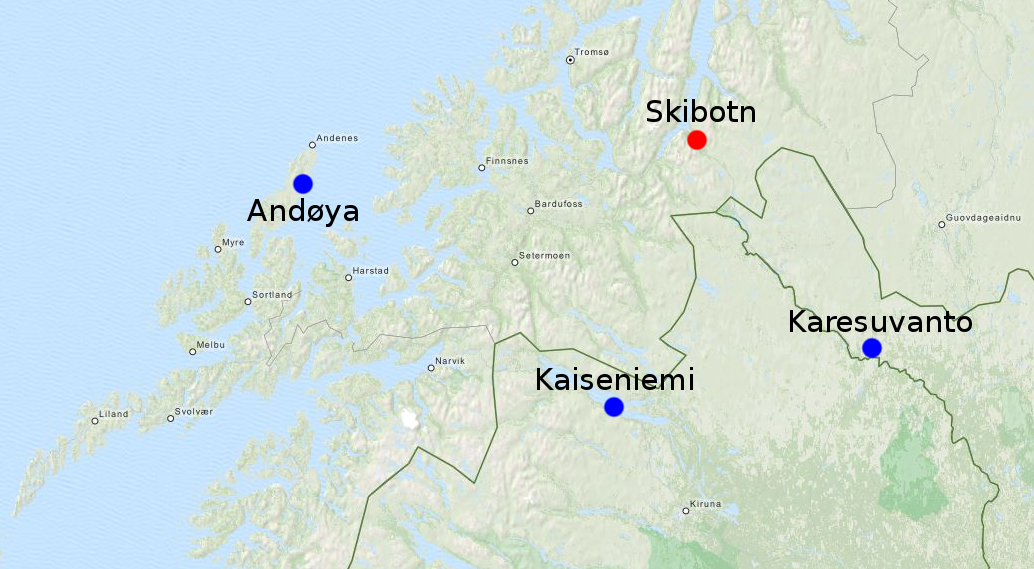 Tromsø
Skibotn
Andenes
Finnsnes
Andøya
Bardufoss
Guovdageaidnu
Myre
Setermoen
Harstad
Sortland
Karesuvanto
Melbu
Narvik
Kaiseniemi
Liland
Svolvær
Kiruna